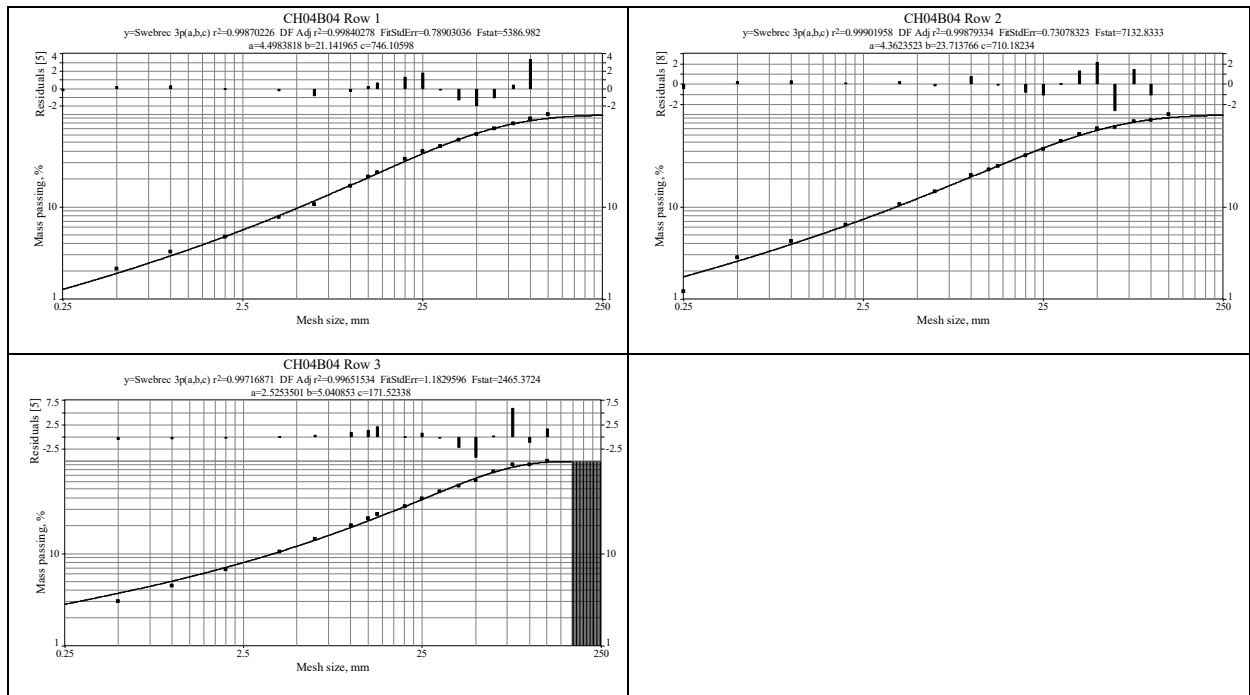 CH04B04 Row 1
y=Swebrec 3p(a,b,c) r²=0.99870226 DF Adj r²=0.99840278 FitStdErr=0.78903036 Fstat=5386.982
a=4.4983818 b=21.141965 c=746.10598
Residuals [5]
4
2
0
-2
4
2
0
-2
Mass passing, %
10
1
10
1
0.25
2.5
25
250
Mesh size, mm
CH04B04 Row 2
y=Swebrec 3p(a,b,c) r²=0.99901958 DF Adj r²=0.99879334 FitStdErr=0.73078323 Fstat=7132.8333
a=4.3623523 b=23.713766 c=710.18234
Residuals [8]
2
0
-2
2
0
-2
Mass passing, %
10
1
10
1
0.25
2.5
25
250
Mesh size, mm
CH04B04 Row 3
y=Swebrec 3p(a,b,c) r²=0.99716871 DF Adj r²=0.99651534 FitStdErr=1.1829596 Fstat=2465.3724
a=2.5253501 b=5.040853 c=171.52338
Residuals [5]
7.5
2.5
-2.5
7.5
2.5
-2.5
Mass passing, %
10
1
10
1
0.25
2.5
25
250
Mesh size, mm